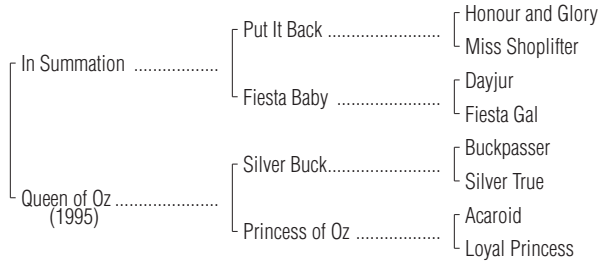 Honour and Glory
Put It Back ....................
Miss Shoplifter
In Summation ...............
Dayjur
Fiesta Baby ..................
Fiesta Gal
Buckpasser
Silver Buck....................
Silver True
Queen of Oz ..................
(1995)
Acaroid
Princess of Oz ................
Loyal Princess